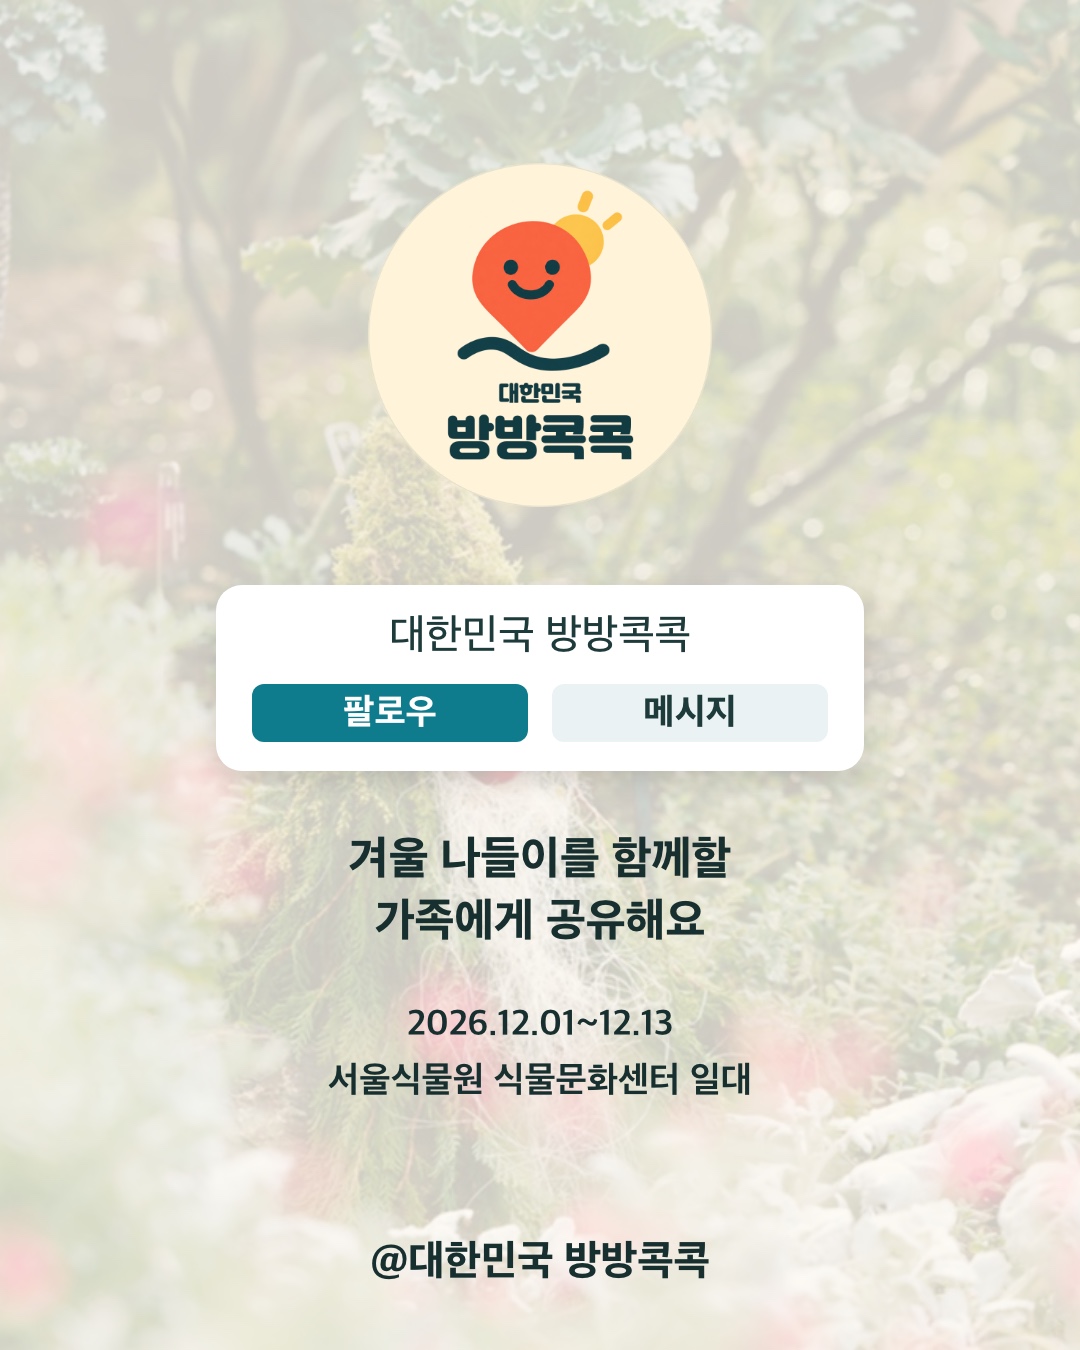 대한민국
방방콕콕
대한민국 방방콕콕
팔로우
메시지
겨울 나들이를 함께할
가족에게 공유해요
2026.12.01~12.13
서울식물원 식물문화센터 일대
@대한민국 방방콕콕